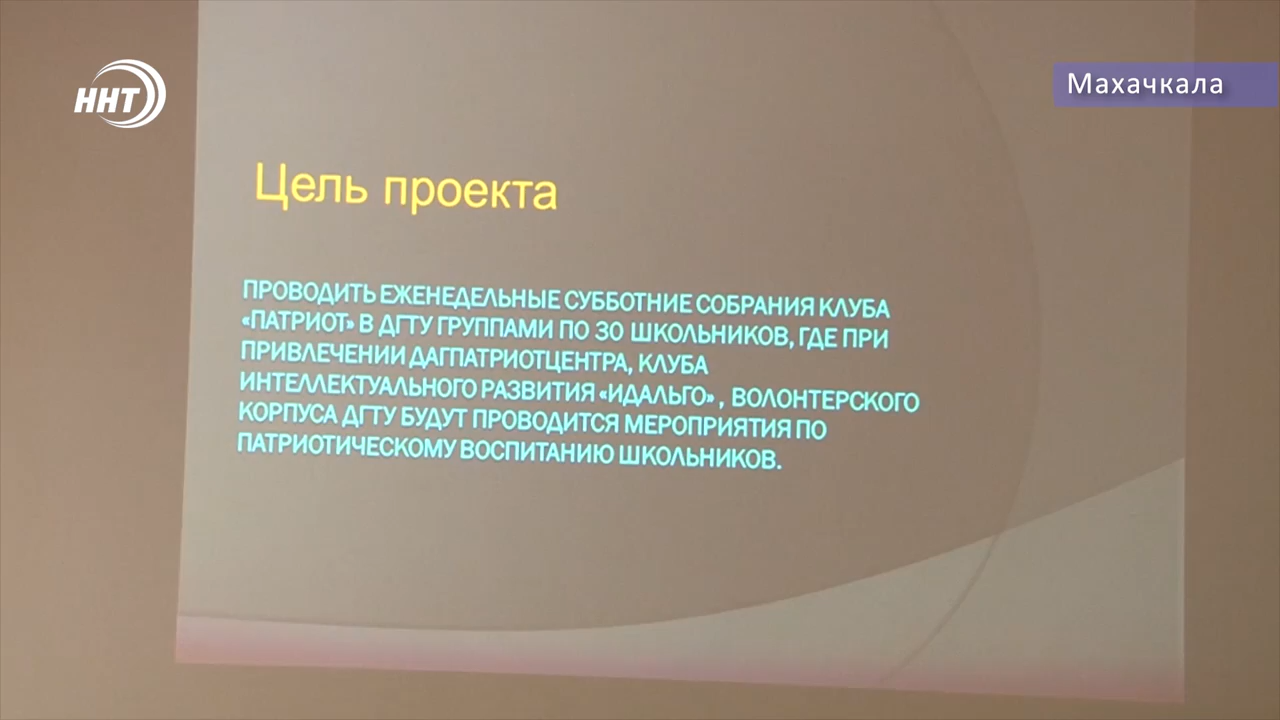 ННТ
Махачкала
Цель проекта
ПРОВОДИТЬ ЕЖЕНЕДЕЛЬНЫЕ СУББОТНИЕ СОБРАНИЯ КЛУБА
«ПАТРИОТ» В ДГТУ ГРУППАМИ ПО 30 ШКОЛЬНИКОВ, ГДЕ ПРИ
ПРИВЛЕЧЕНИИ ДАГПАТРИОТЦЕНТРА, КЛУБА
ИНТЕЛЛЕКТУАЛЬНОГО РАЗВИТИЯ «ИДАЛЬГО» , ВОЛОНТЕРСКОГО
КОРПУСА ДГТУ БУДУТ ПРОВОДИТСЯ МЕРОПРИЯТИЯ ПО
ПАТРИОТИЧЕСКОМУ ВОСПИТАНИЮ ШКОЛЬНИКОВ.